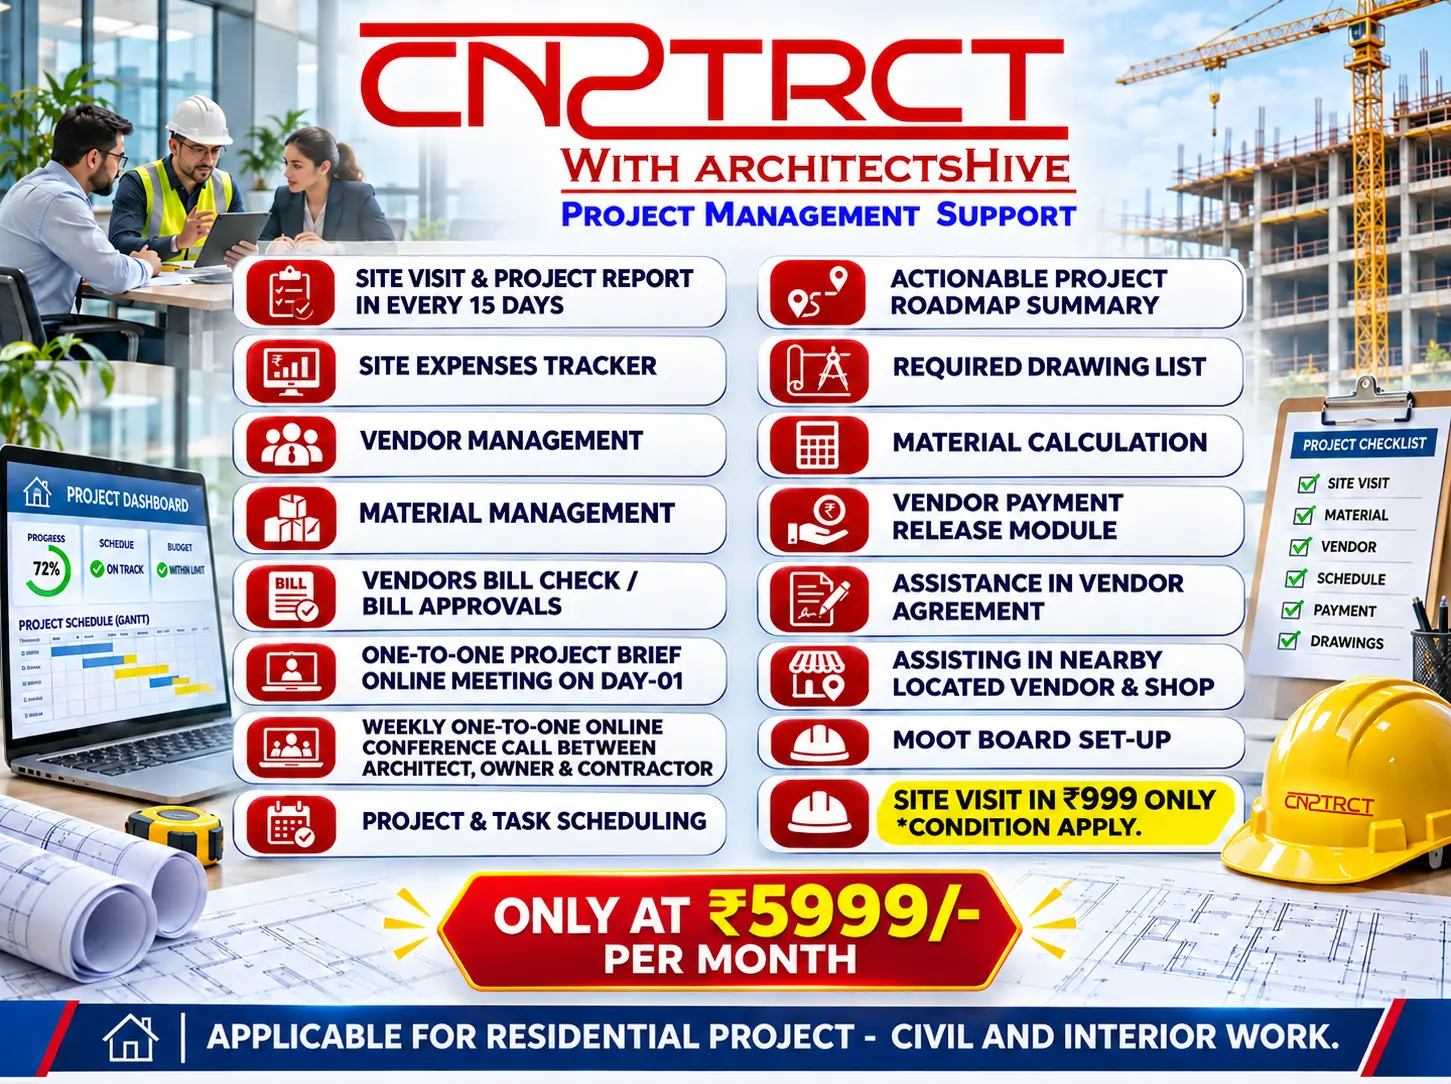 CN2TRCT
WITH ARCHITECTSHIVE
PROJECT MANAGEMENT SUPPORT
SITE VISIT & PROJECT REPORT
IN EVERY 15 DAYS
SITE EXPENSES TRACKER
VENDOR MANAGEMENT
MATERIAL MANAGEMENT
BILL
VENDORS BILL CHECK /
BILL APPROVALS
ONE-TO-ONE PROJECT BRIEF
ONLINE MEETING ON DAY-01
WEEKLY ONE-TO-ONE ONLINE
CONFERENCE CALL BETWEEN
ARCHITECT, OWNER & CONTRACTOR
PROJECT & TASK SCHEDULING
ACTIONABLE PROJECT
ROADMAP SUMMARY
REQUIRED DRAWING LIST
MATERIAL CALCULATION
VENDOR PAYMENT
RELEASE MODULE
ASSISTANCE IN VENDOR
AGREEMENT
ASSISTING IN NEARBY
LOCATED VENDOR & SHOP
MOOT BOARD SET-UP
SITE VISIT IN ₹999 ONLY
*CONDITION APPLY.
PROJECT DASHBOARD
PROGRESS
72%
SCHEDUE
ON TRACK
BUDGET
WITHIN LIMIT
PROJECT SCHEDULE (GANTT)
PROJECT CHECKLIST
SITE VISIT
MATERIAL
VENDOR
SCHEDULE
PAYMENT
DRAWINGS
CN2TRCT
ONLY AT ₹5999/-
PER MONTH
APPLICABLE FOR RESIDENTIAL PROJECT - CIVIL AND INTERIOR WORK.